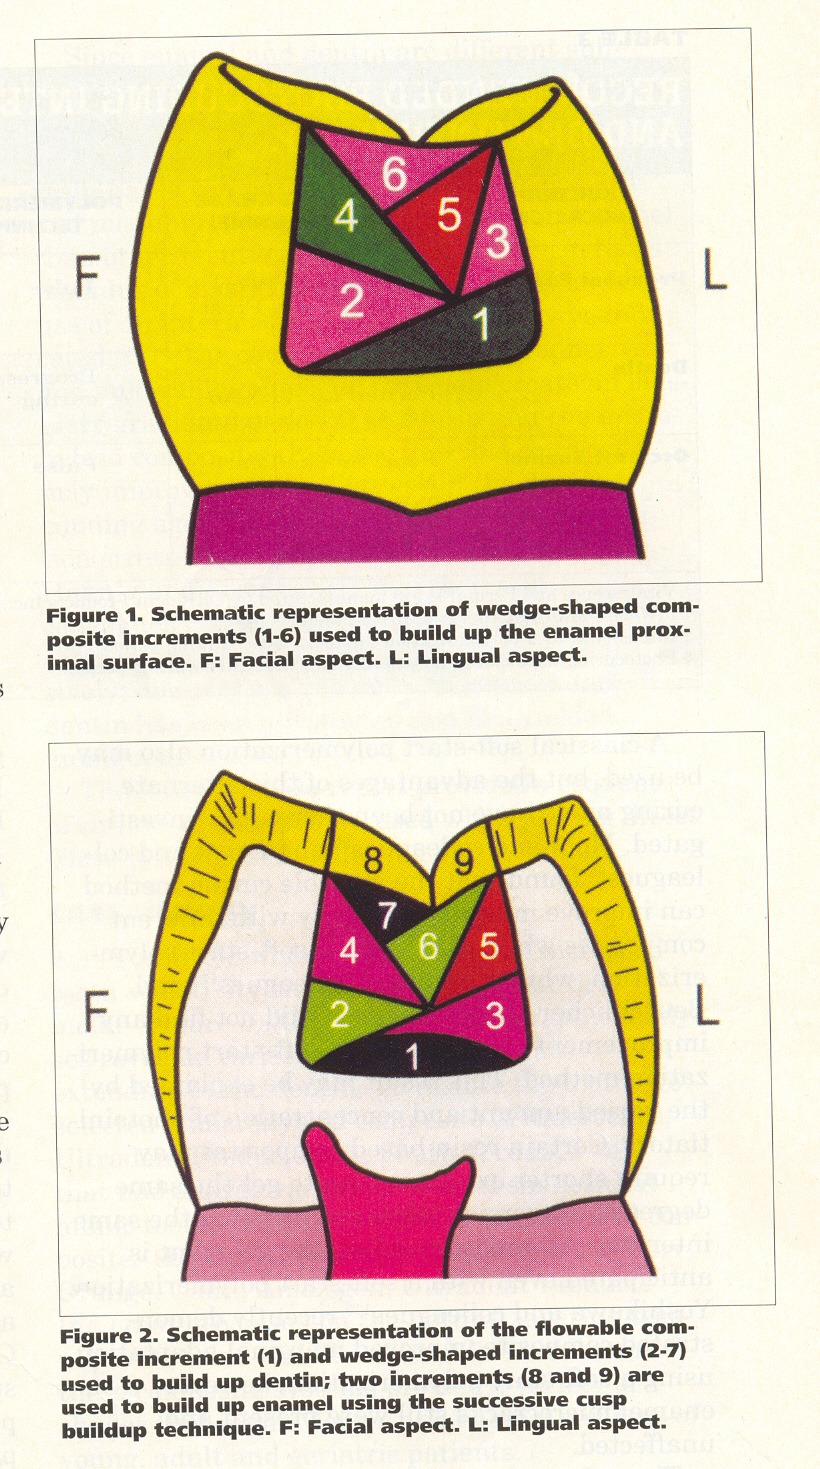 F
L
6
4
5
3
2
1
Figure 1. Schematic representation of wedge-shaped com-
posite increments (1-6) used to build up the enamel prox-
imal surface. F: Facial aspect. L: Lingual aspect.
8
9
7
4
6
5
F
L
2
3
1
Figure 2. Schematic representation of the flowable com-
posite increment (1) and wedge-shaped increments (2-7)
used to build up dentin; two increments (8 and 9) are
used to build up enamel using the successive cusp
buildup technique. F: Facial aspect. L: Lingual aspect.